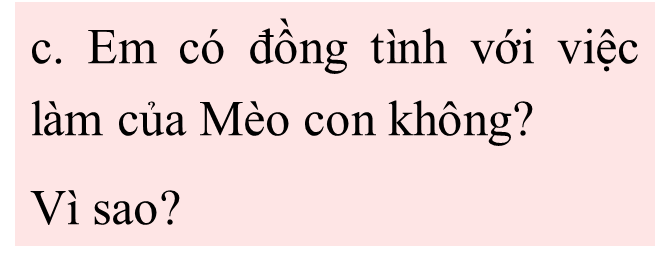 c. Em có đồng tình với việc
làm của Mèo con không?
Vì sao?